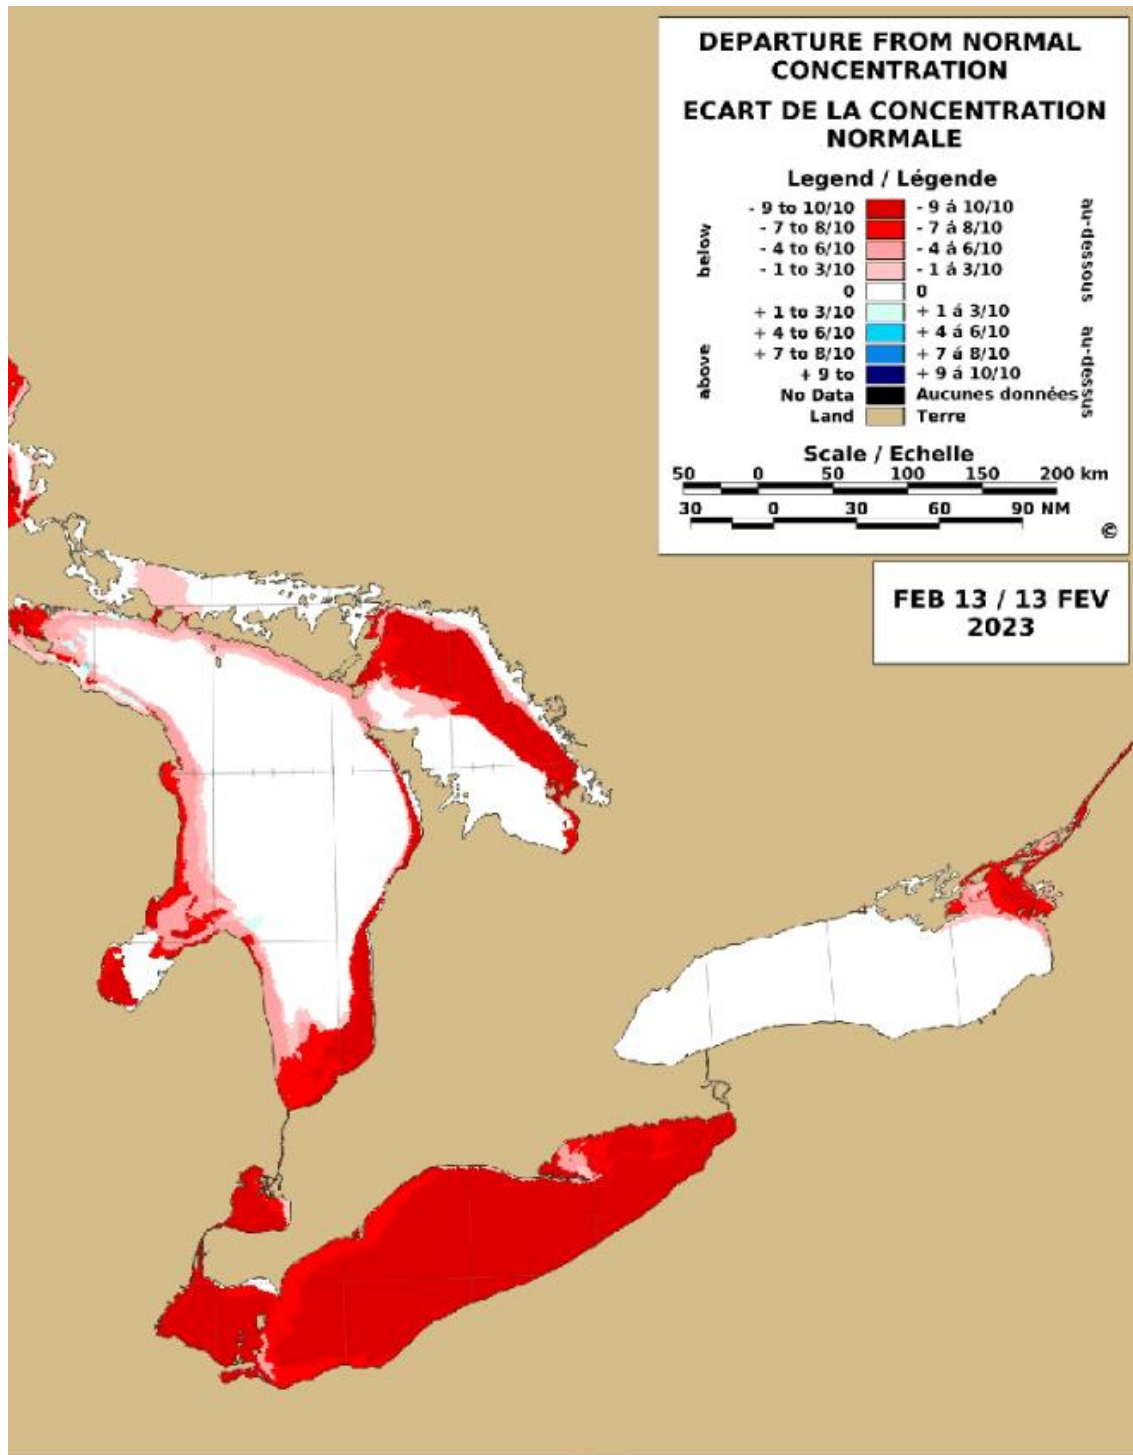 DEPARTURE FROM NORMAL
CONCENTRATION
ECART DE LA CONCENTRATION
NORMALE
Legend / Légende
- 9 to 10/10 - 9 á 10/10
- 7 to 8/10 - 7 á 8/10
- 4 to 6/10 - 4 á 6/10
- 1 to 3/10 - 1 á 3/10
0 0
+ 1 to 3/10 + 1 á 3/10
+ 4 to 6/10 + 4 á 6/10
+ 7 to 8/10 + 7 á 8/10
+ 9 to + 9 á 10/10
No Data Aucunes données
Land Terre
below
above
au-dessous
au-dessus
Scale / Echelle
50 0 50 100 150 200 km
30 0 30 60 90 NM
©
FEB 13 / 13 FEV
2023